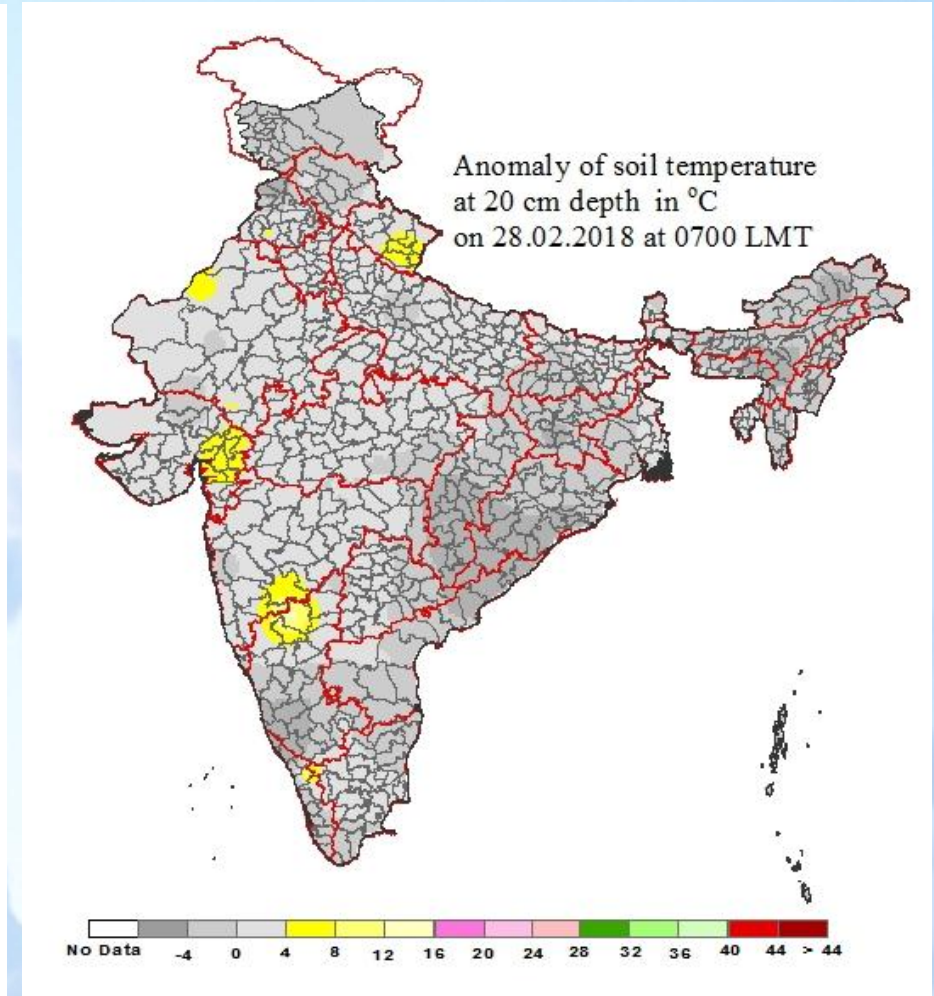 Anomaly of soil temperature
at 20 cm depth in °C
on 28.02.2018 at 0700 LMT
No Data -4 0 4 8 12 16 20 24 28 32 36 40 44 > 44